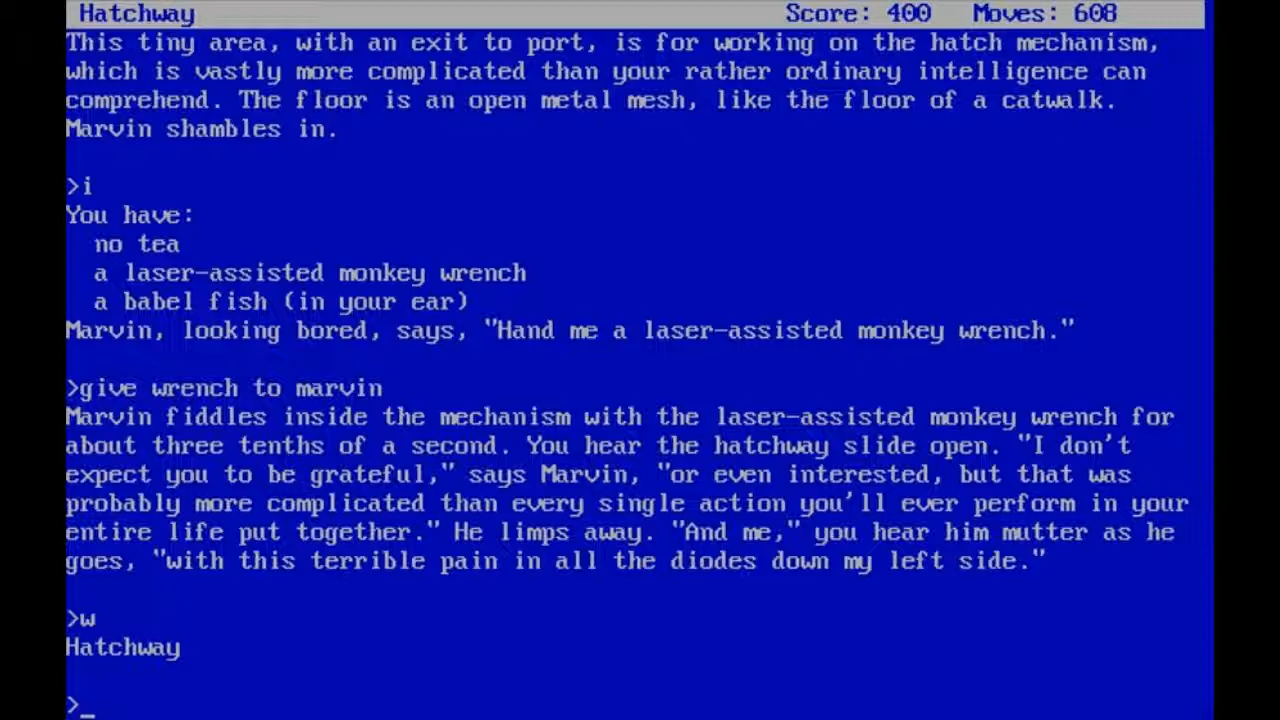 Hatchway Score: 400 Moves: 608
This tiny area, with an exit to port, is for working on the hatch mechanism,
which is vastly more complicated than your rather ordinary intelligence can
comprehend. The floor is an open metal mesh, like the floor of a catwalk.
Marvin shambles in.
>i
You have:
no tea
a laser-assisted monkey wrench
a babel fish (in your ear)
Marvin, looking bored, says, "Hand me a laser-assisted monkey wrench."
>give wrench to marvin
Marvin fiddles inside the mechanism with the laser-assisted monkey wrench for
about three tenths of a second. You hear the hatchway slide open. "I don't
expect you to be grateful," says Marvin, "or even interested, but that was
probably more complicated than every single action you'll ever perform in your
entire life put together." He limps away. "And me," you hear him mutter as he
goes, "with this terrible pain in all the diodes down my left side."
>w
Hatchway
>_